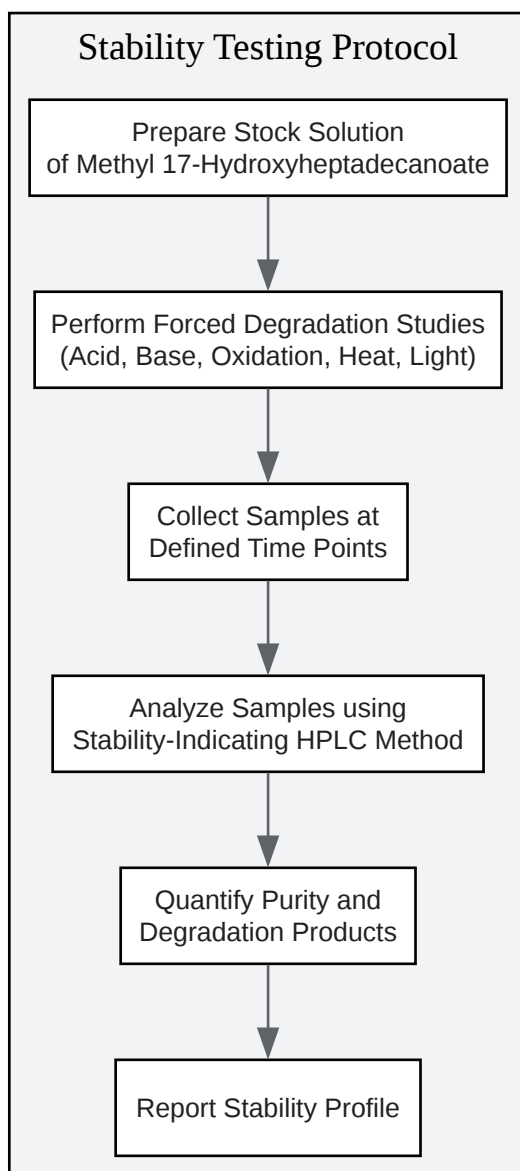 Stability Testing Protocol
Prepare Stock Solution
of Methyl 17-Hydroxyheptadecanoate
Perform Forced Degradation Studies
(Acid, Base, Oxidation, Heat, Light)
Collect Samples at
Defined Time Points
Analyze Samples using
Stability-Indicating HPLC Method
Quantify Purity and
Degradation Products
Report Stability Profile